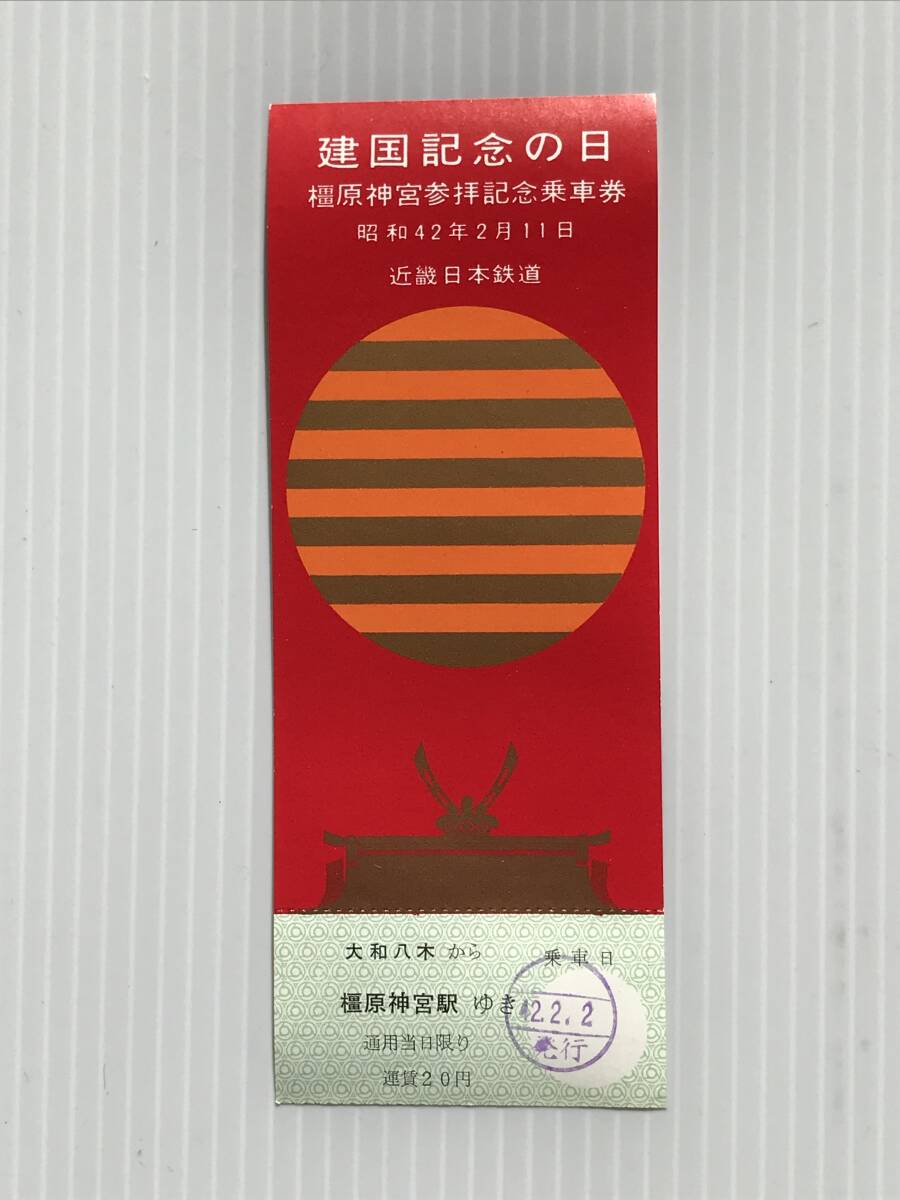 建国記念の日
橿原神宮参拝記念乗車券
昭和42年2月11日
近畿日本鉄道
大和八木から
乗車日
橿原神宮駅 ゆき
42.2.2
発行
通用当日限り
運賃20円